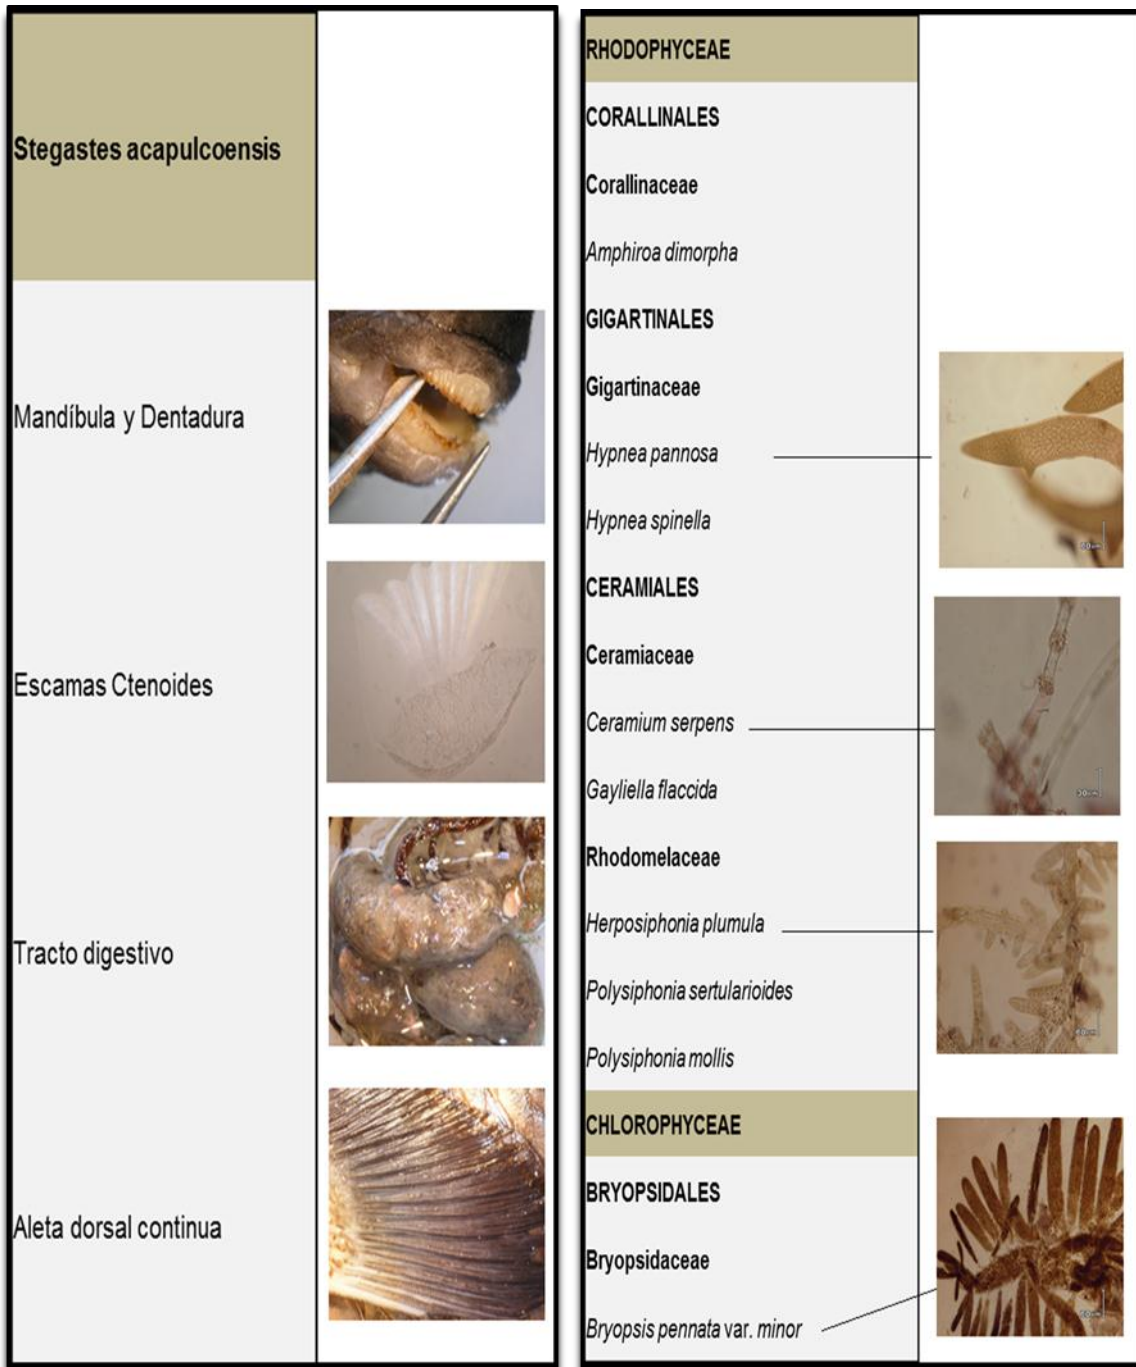 Stegastes acapulcoensis
Mandíbula y Dentadura
Escamas Ctenoides
Tracto digestivo
Aleta dorsal continua
RHODOPHYCEAE
CORALLINALES
Corallinaceae
Amphiroa dimorpha
GIGARTINALES
Gigartinaceae
Hypnea pannosa
Hypnea spinella
CERAMIALES
Ceramiaceae
Ceramium serpens
Gayliella flaccida
Rhodomelaceae
Herposiphonia plumula
Polysiphonia sertularioides
Polysiphonia mollis
CHLOROPHYCEAE
BRYOPSIDALES
Bryopsidaceae
Bryopsis pennata var. minor